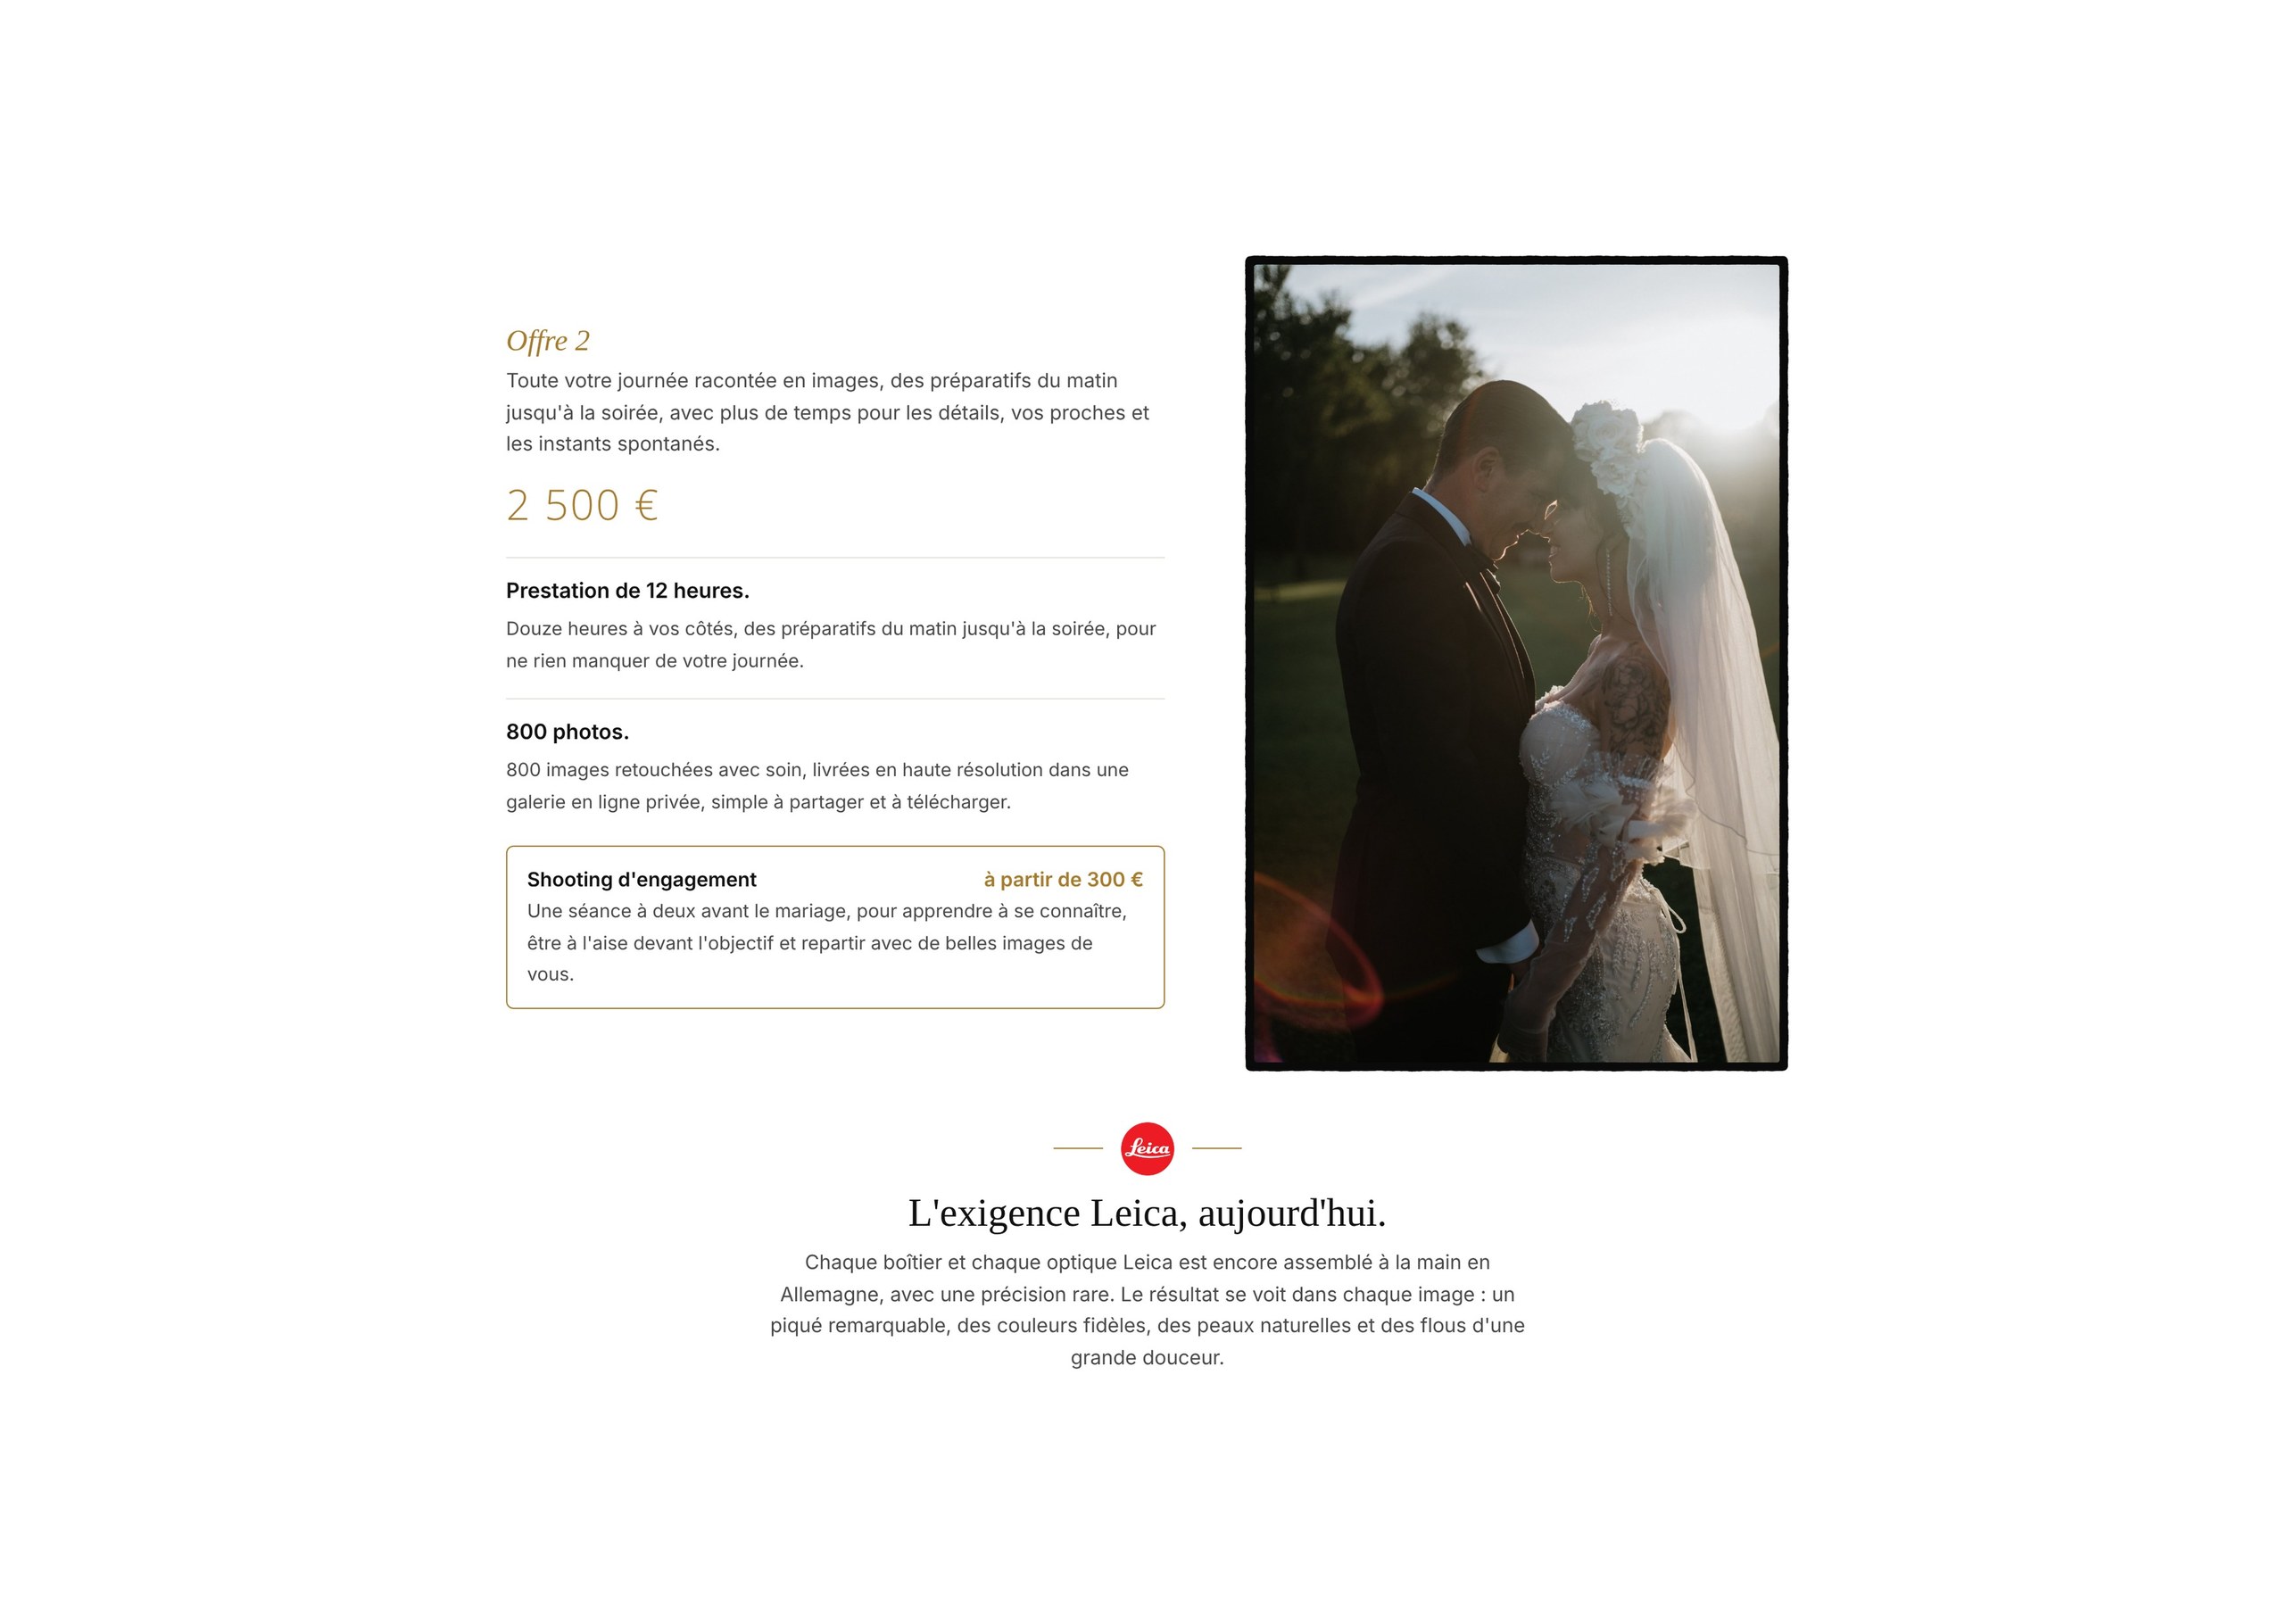 Offre 2
Toute votre journée racontée en images, des préparatifs du matin
jusqu'à la soirée, avec plus de temps pour les détails, vos proches et
les instants spontanés.
2 500 €
Prestation de 12 heures.
Douze heures à vos côtés, des préparatifs du matin jusqu'à la soirée, pour
ne rien manquer de votre journée.
800 photos.
800 images retouchées avec soin, livrées en haute résolution dans une
galerie en ligne privée, simple à partager et à télécharger.
Shooting d'engagement à partir de 300 €
Une séance à deux avant le mariage, pour apprendre à se connaître,
être à l'aise devant l'objectif et repartir avec de belles images de
vous.
Leica
L'exigence Leica, aujourd'hui.
Chaque boîtier et chaque optique Leica est encore assemblé à la main en
Allemagne, avec une précision rare. Le résultat se voit dans chaque image : un
piqué remarquable, des couleurs fidèles, des peaux naturelles et des flous d'une
grande douceur.